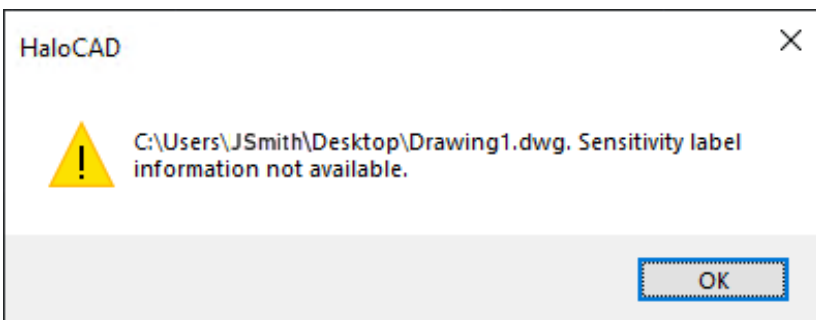 HaloCAD
C:\Users\JSmith\Desktop\Drawing1.dwg. Sensitivity label
information not available.
OK